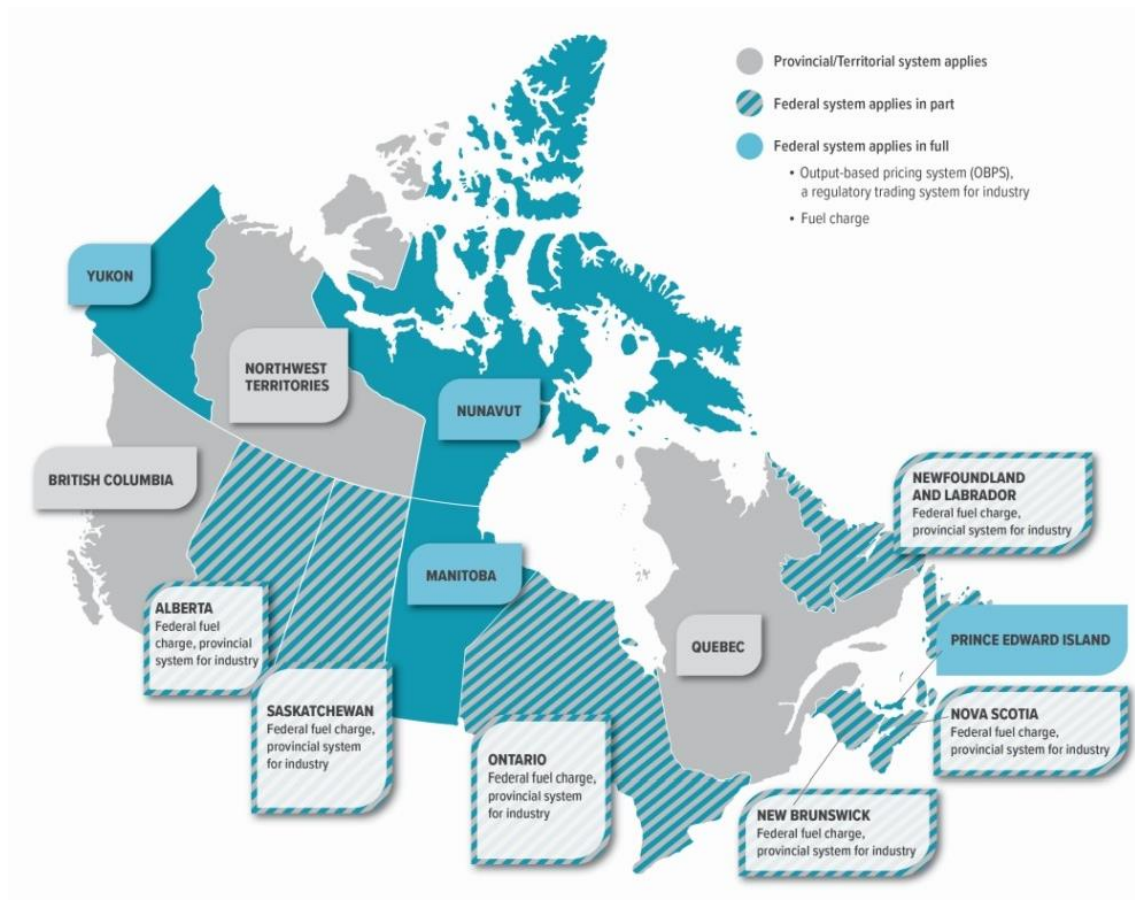 Provincial/Territorial system applies
Federal system applies in part
Federal system applies in full
• Output-based pricing system (OBPS),
a regulatory trading system for industry
• Fuel charge
YUKON
NORTHWEST
TERRITORIES
NUNAVUT
BRITISH COLUMBIA
NEWFOUNDLAND
AND LABRADOR
Federal fuel charge,
provincial system for industry
MANITOBA
ALBERTA
Federal fuel
charge, provincial
system for industry
QUEBEC
PRINCE EDWARD ISLAND
SASKATCHEWAN
Federal fuel charge,
provincial system
for industry
NOVA SCOTIA
Federal fuel charge,
provincial system for industry
ONTARIO
Federal fuel charge,
provincial system
for industry
NEW BRUNSWICK
Federal fuel charge,
provincial system for industry